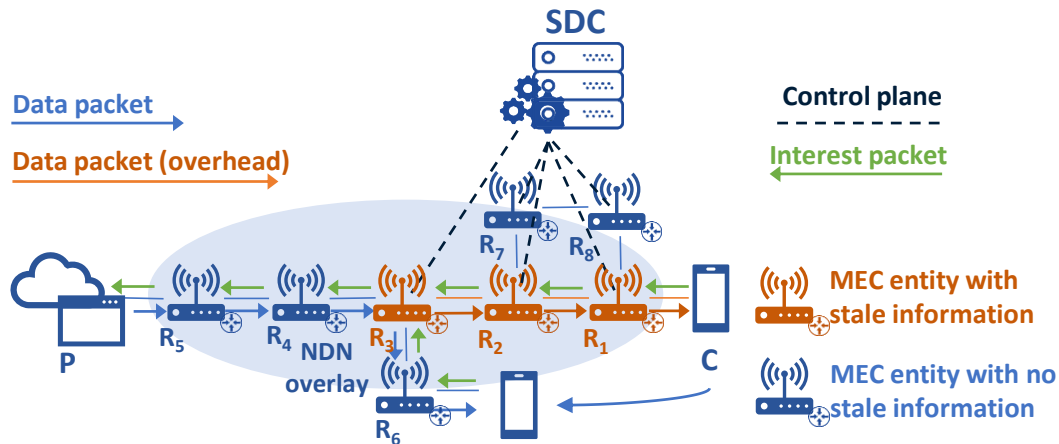 SDC
Data packet
Control plane
Data packet (overhead)
Interest packet
R7
R8
MEC entity with
stale information
R5
R4
R3
R2
R1
P
NDN
overlay
C
MEC entity with no
stale information
R6